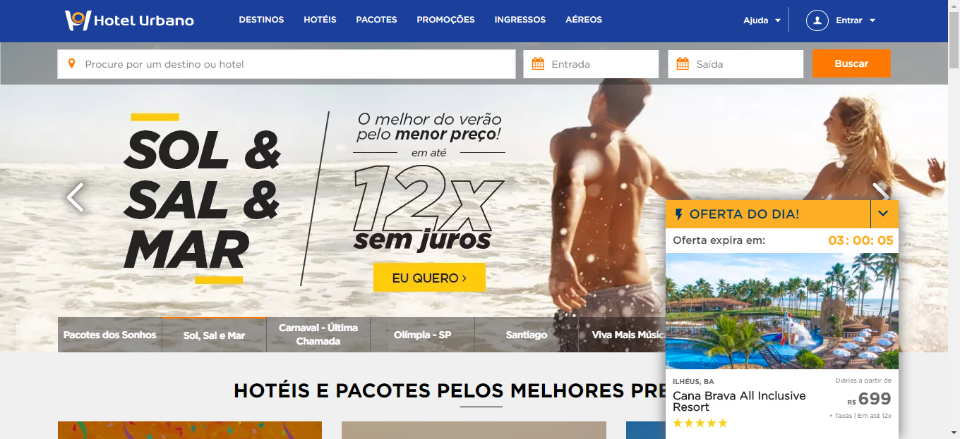 Hotel Urbano
DESTINOS HOTÉIS PACOTES PROMOÇÕES INGRESSOS AÉREOS
Ajuda
Entrar
Procure por um destino ou hotel
Entrada
Saída
Buscar
SOL &
SAL &
MAR
O melhor do verão
pelo menor preço!
em até
12x
sem juros
EU QUERO >
Pacotes dos Sonhos
Sol, Sal e Mar
Carnaval - Última
Chamada
Olímpia - SP
Santiago
Viva Mais Músic
OFERTA DO DIA!
Oferta expira em:
03:00:05
ILHÉUS, BA
Cana Brava All Inclusive
Resort
Diárias a partir de
R$ 699
+ Taxas | Em até 12x
HOTÉIS E PACOTES PELOS MELHORES PRE